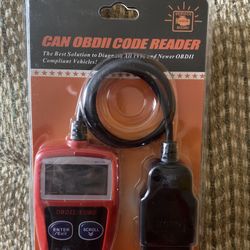 CAN OBDII CODE READER
The Best Solution to Diagnose All 1996 and Newer OBDII
Compliant Vehicles!
OBDII/EOBD
ENTER
SCROLL